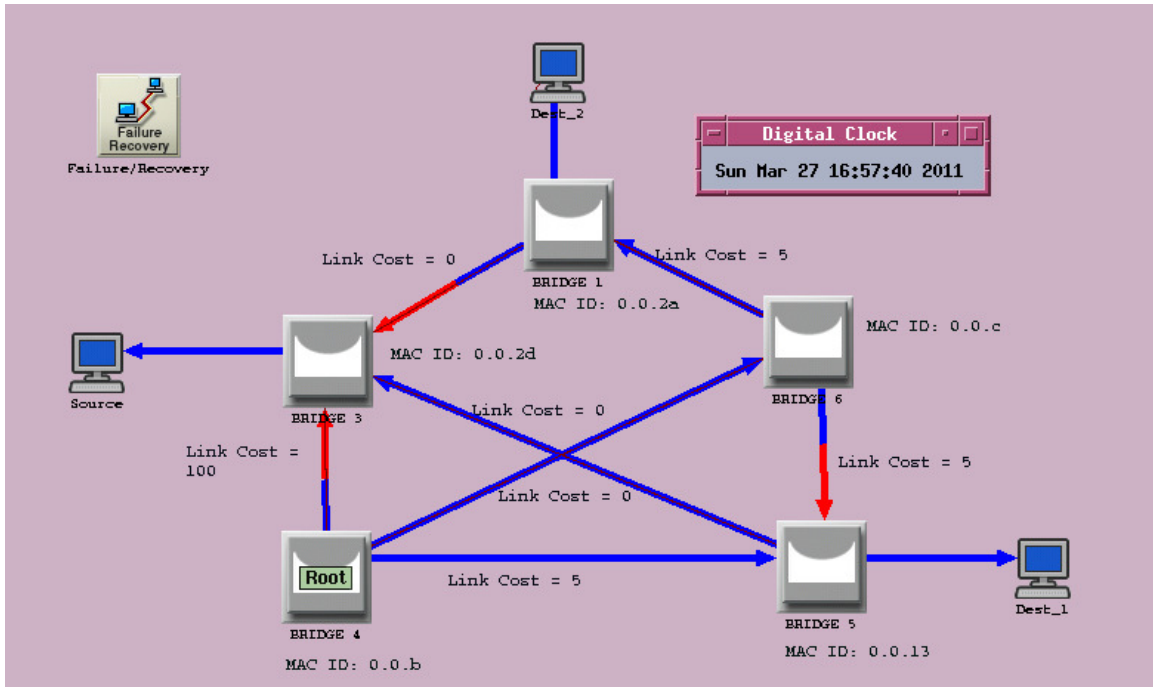 Dest_2
Failure
Recovery
Failure/Recovery
Digital Clock
Sun Mar 27 16:57:40 2011
Link Cost = 0
Link Cost = 5
BRIDGE 1
MAC ID: 0.0.2a
MAC ID: 0.0.c
MAC ID: 0.0.2d
Source
BRIDGE 3
BRIDGE 6
Link Cost = 0
Link Cost =
100
Link Cost = 5
Link Cost = 0
Root
Link Cost = 5
Dest_1
BRIDGE 4
BRIDGE 5
MAC ID: 0.0.b
MAC ID: 0.0.13